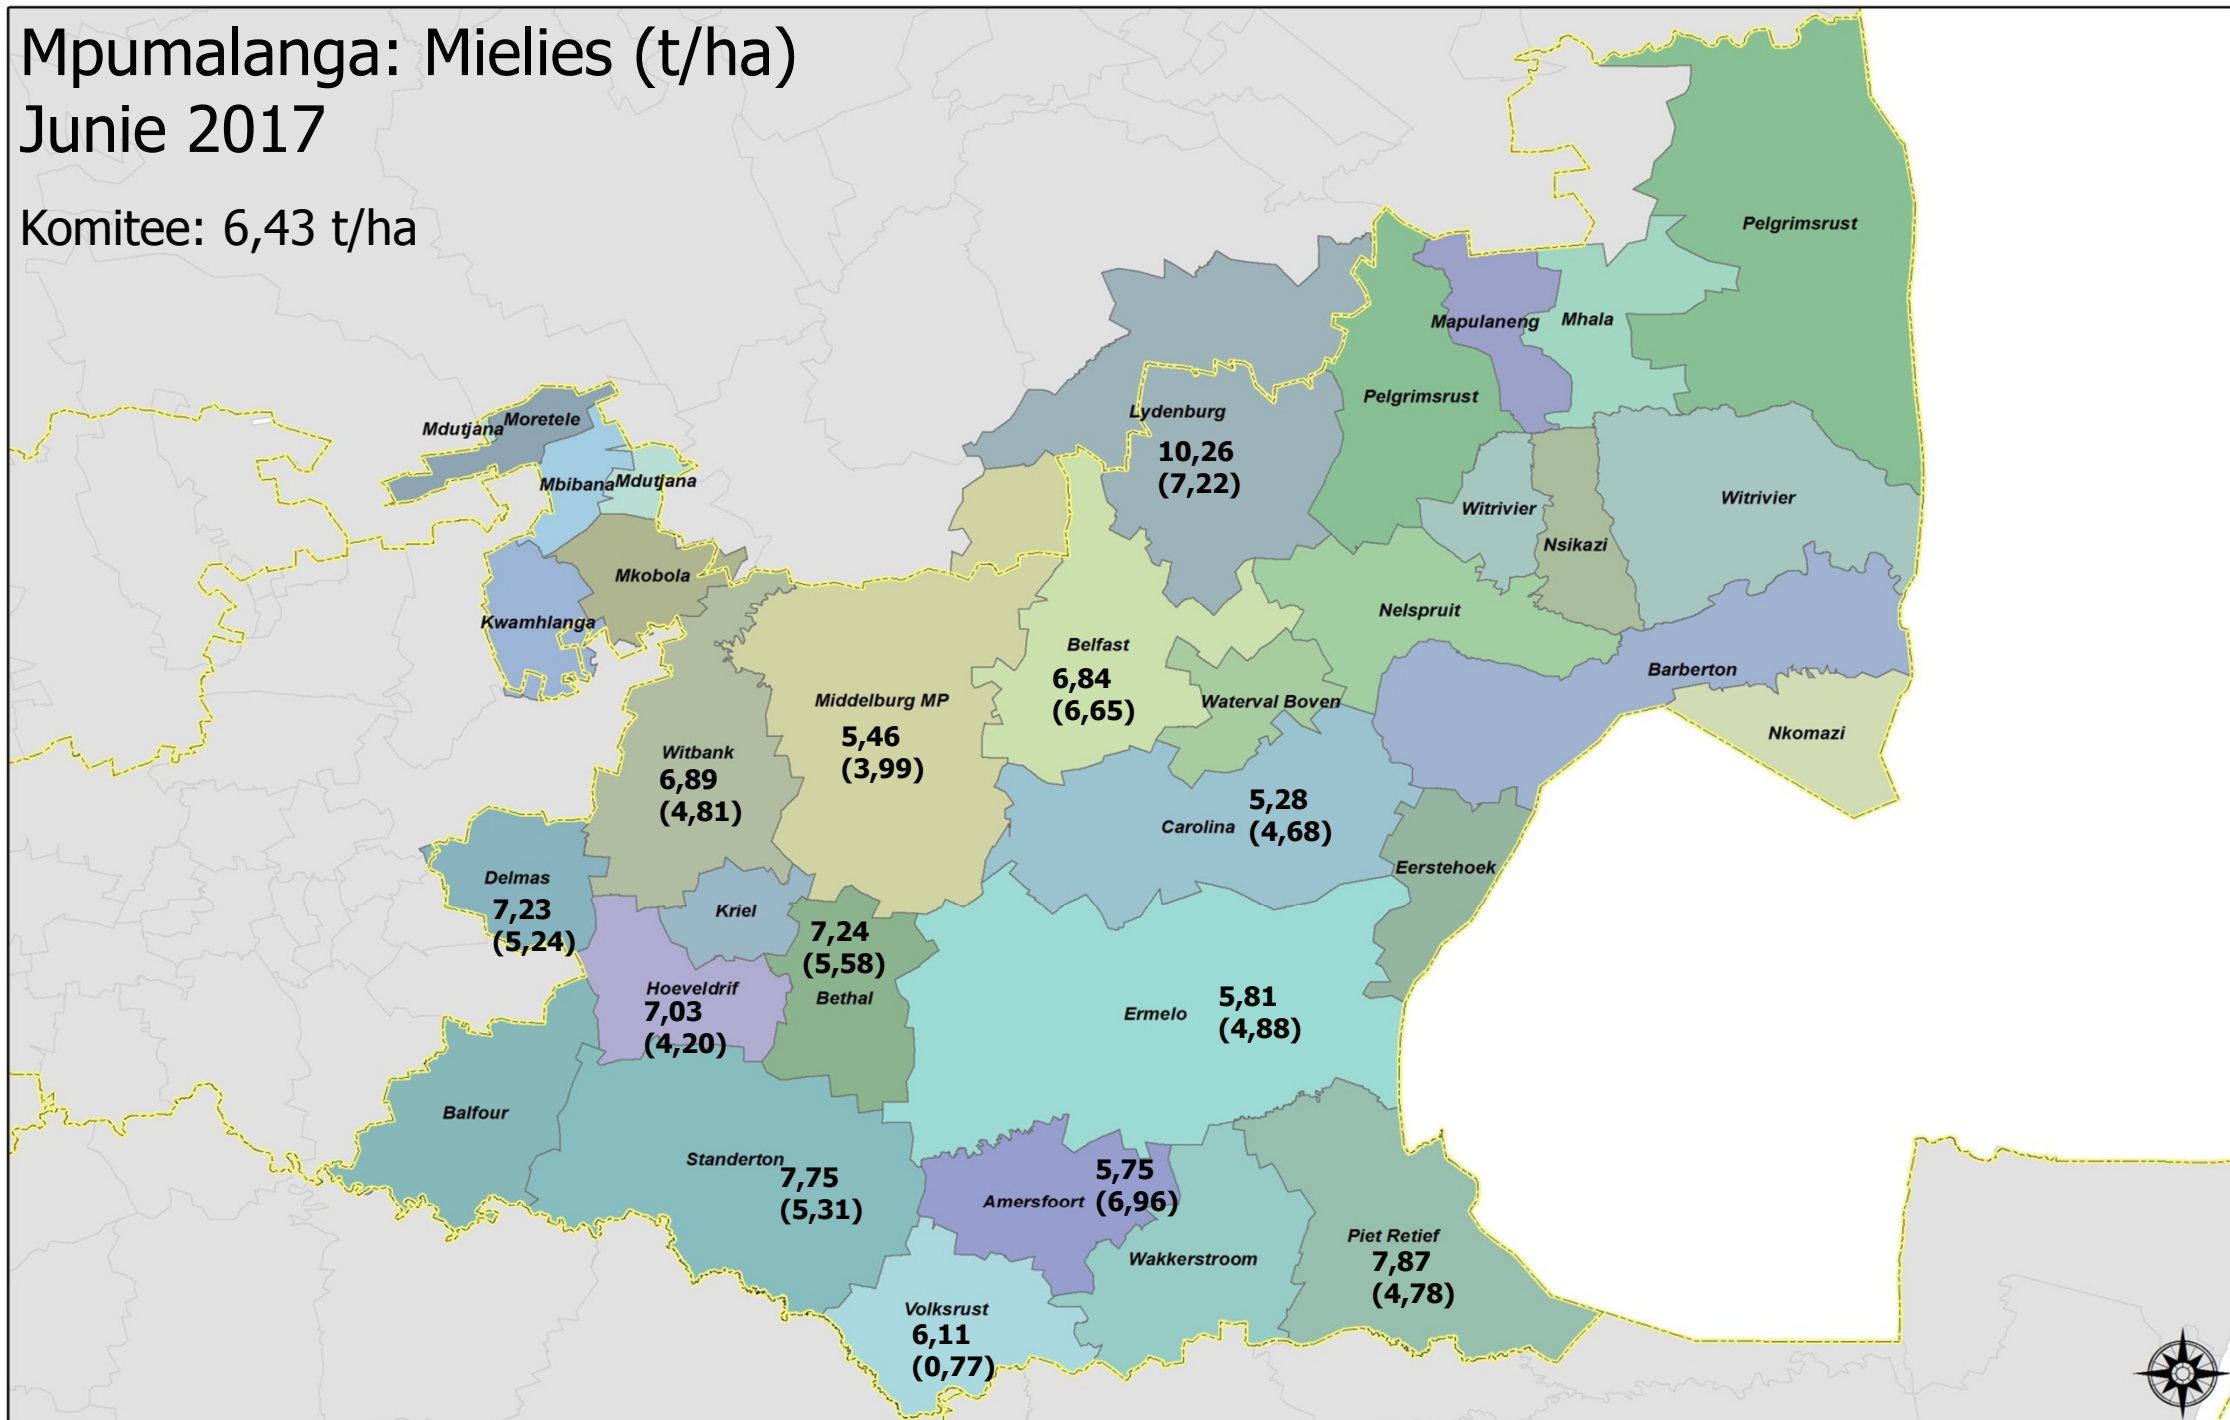 Mpumalanga: Mielies (t/ha)
Junie 2017
Komitee: 6,43 t/ha
Pelgrimsrust
Mapulaneng
Mhala
Pelgrimsrust
Lydenburg
10,26
(7,22)
Mdutjana
Moretele
Mbibana
Mdutjana
Witrivier
Witrivier
Nsikazi
Mkobola
Kwamhlanga
Nelspruit
Belfast
6,84
(6,65)
Barberton
Waterval Boven
Middelburg MP
5,46
(3,99)
Nkomazi
Witbank
6,89
(4,81)
Carolina
5,28
(4,68)
Eerstehoek
Delmas
7,23
(5,24)
Kriel
7,24
(5,58)
Bethal
Hoeveldrif
7,03
(4,20)
Ermelo
5,81
(4,88)
Balfour
Standerton
7,75
(5,31)
Amersfoort
5,75
(6,96)
Wakkerstroom
Piet Retief
7,87
(4,78)
Volksrust
6,11
(0,77)